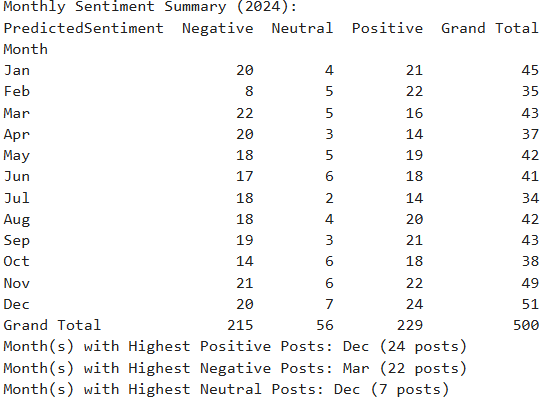 Monthly Sentiment Summary (2024):
PredictedSentiment  Negative  Neutral  Positive  Grand Total
Month
Jan                       20        4        21           45
Feb                        8        5        22           35
Mar                       22        5        16           43
Apr                       20        3        14           37
May                       18        5        19           42
Jun                       17        6        18           41
Jul                       18        2        14           34
Aug                       18        4        20           42
Sep                       19        3        21           43
Oct                       14        6        18           38
Nov                       21        6        22           49
Dec                       20        7        24           51
Grand Total              215       56       229          500
Month(s) with Highest Positive Posts: Dec (24 posts)
Month(s) with Highest Negative Posts: Mar (22 posts)
Month(s) with Highest Neutral Posts: Dec (7 posts)